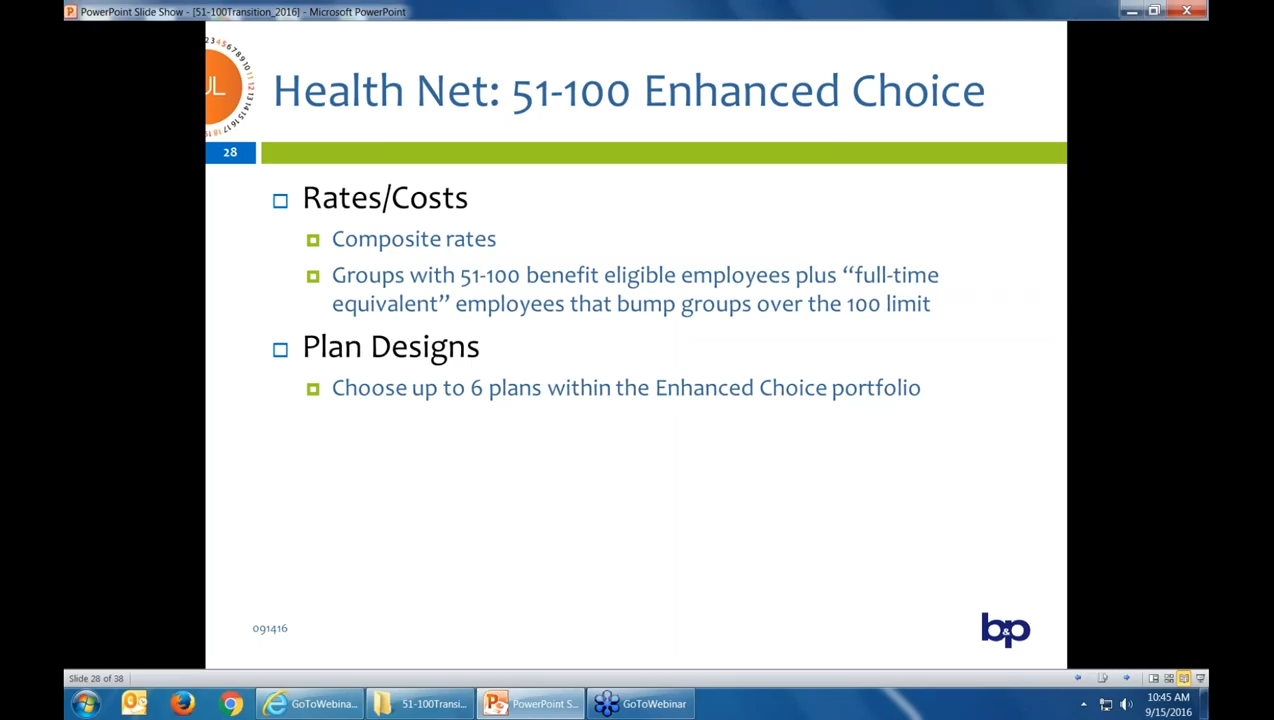 PowerPoint Slide Show - [51-100Transition_2016] - Microsoft PowerPoint
Health Net: 51-100 Enhanced Choice
28
Rates/Costs
Composite rates
Groups with 51-100 benefit eligible employees plus “full-time
equivalent” employees that bump groups over the 100 limit
Plan Designs
Choose up to 6 plans within the Enhanced Choice portfolio
091416
b&p
Slide 28 of 38
GoToWebina...
51-100Transi...
PowerPoint S...
GoToWebinar
10:45 AM
9/15/2016